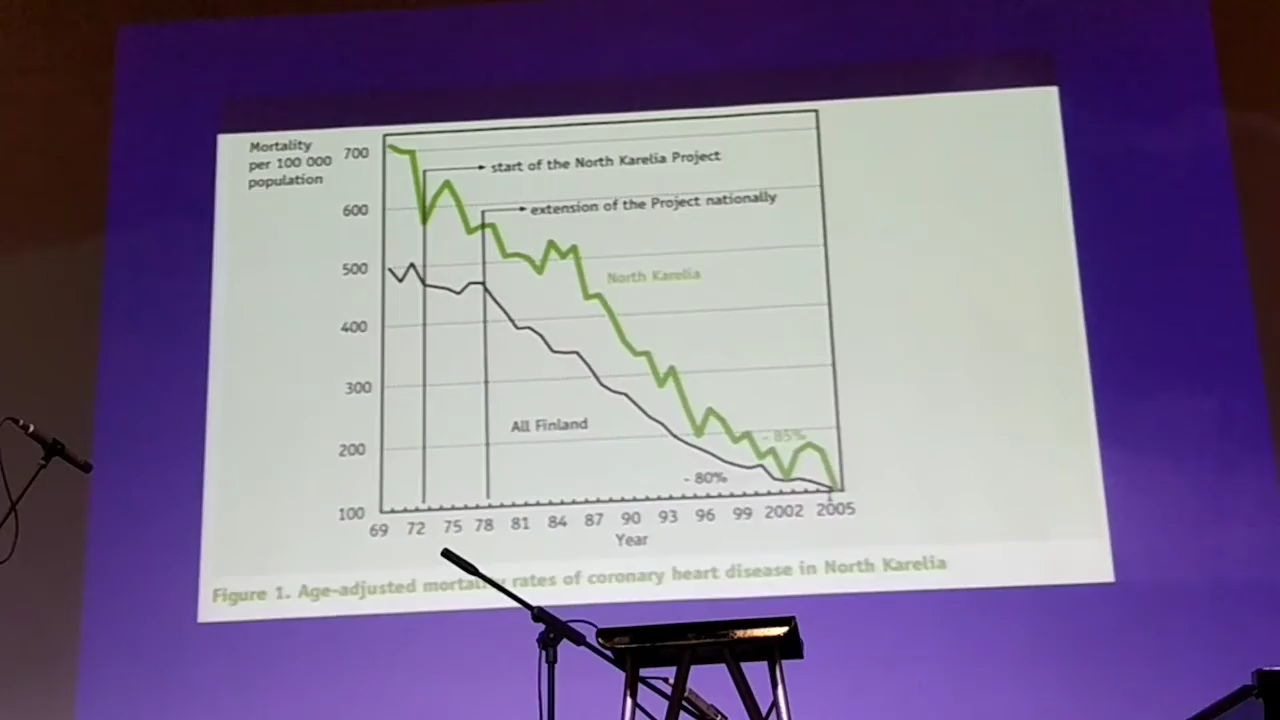 Mortality
per 100 000
population
700
600
500
400
300
200
100
start of the North Karelia Project
extension of the Project nationally
North Karelia
All Finland
- 85%
- 80%
69 72 75 78 81 84 87 90 93 96 99 2002 2005
Year
Figure 1. Age-adjusted mortality rates of coronary heart disease in North Karelia